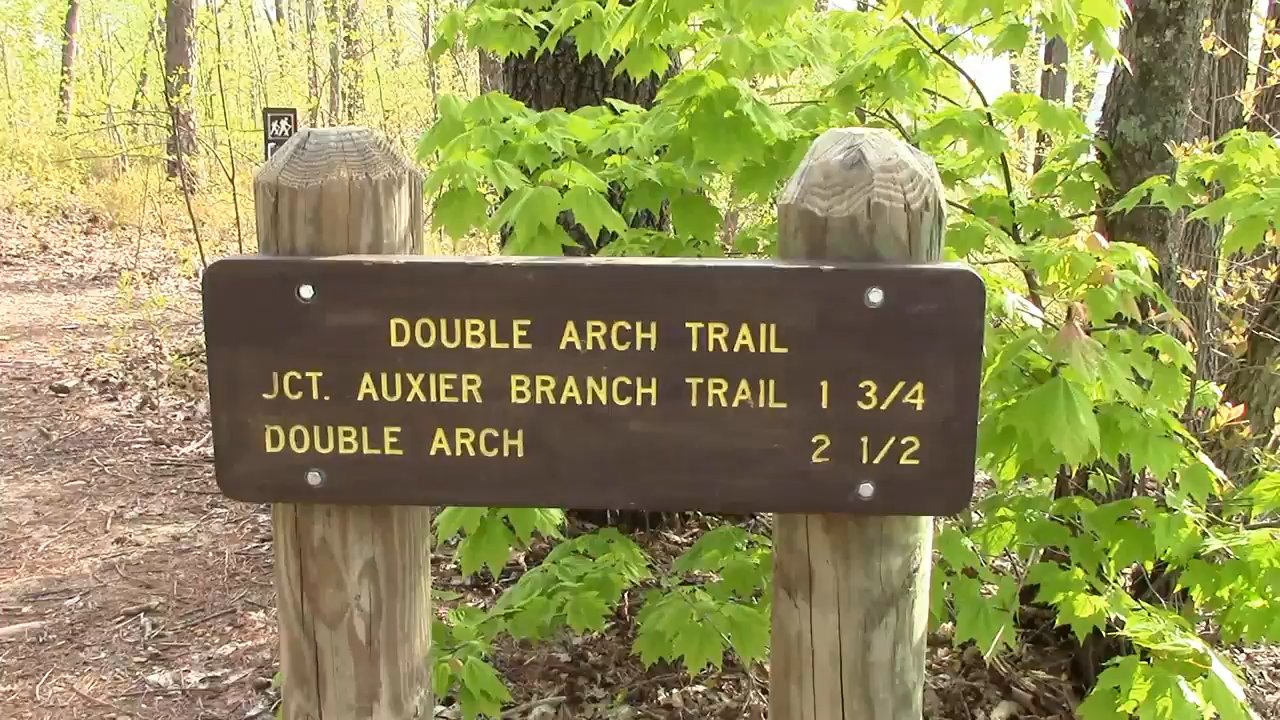 DOUBLE ARCH TRAIL
JCT. AUXIER BRANCH TRAIL 1 3/4
DOUBLE ARCH 2 1/2